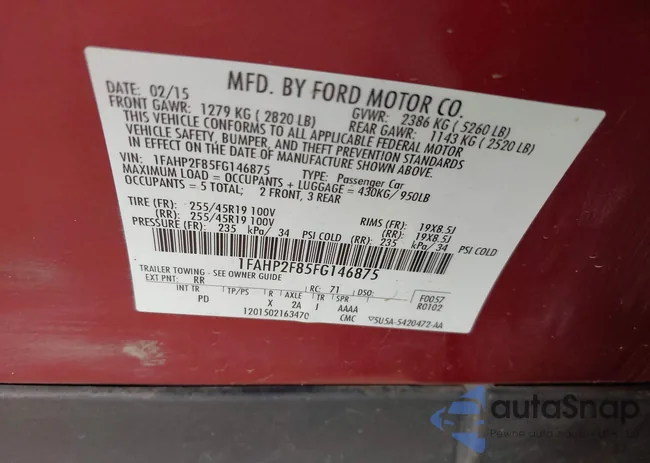 MFD. BY FORD MOTOR CO.
DATE: 02/15 GVWR: 2386 KG (5260 LB)
FRONT GAWR: 1279 KG (2820 LB) REAR GAWR: 1143 KG (2520 LB)
THIS VEHICLE CONFORMS TO ALL APPLICABLE FEDERAL MOTOR
VEHICLE SAFETY, BUMPER, AND THEFT PREVENTION STANDARDS
IN EFFECT ON THE DATE OF MANUFACTURE SHOWN ABOVE.
VIN: 1FAHP2F85FG146875 TYPE: Passenger Car
MAXIMUM LOAD = OCCUPANTS + LUGGAGE = 430KG/ 950LB
OCCUPANTS = 5 TOTAL; 2 FRONT, 3 REAR
TIRE (FR): 255/45R19 100V RIMS (FR): 19X8.5J
(RR): 255/45R19 100V (RR): 19X8.5J
PRESSURE (FR): 235 kPa/ 34 PSI COLD (RR): 235 kPa/ 34 PSI COLD
1FAHP2F85FG146875
TRAILER TOWING - SEE OWNER GUIDE
EXT PNT: RR RC: 71 DSO: F0057
R0102
INT TR TP/PS R AXLE TR SPR
PD X 2A I AAAA
1201502163470 CMC 5U5A-5420472-AA
autoSnap